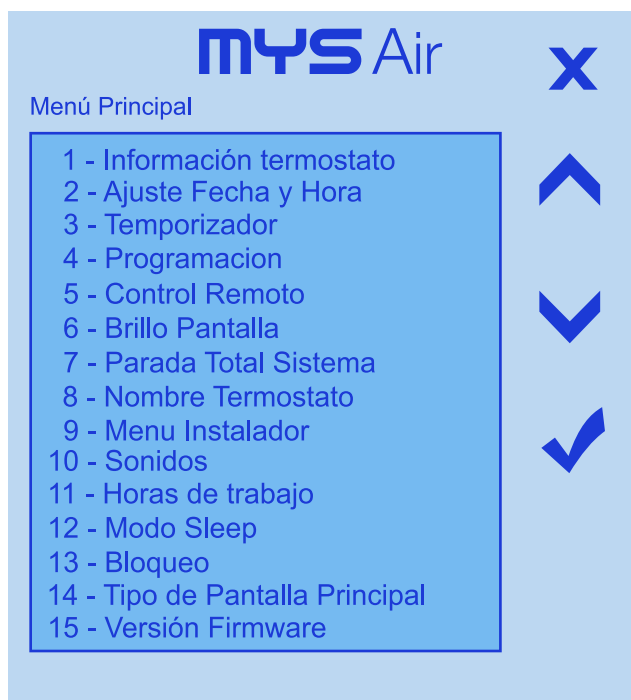 MYS Air
X
Menú Principal
1 - Información termostato
2 - Ajuste Fecha y Hora
3 - Temporizador
4 - Programacion
5 - Control Remoto
6 - Brillo Pantalla
7 - Parada Total Sistema
8 - Nombre Termostato
9 - Menu Instalador
10 - Sonidos
11 - Horas de trabajo
12 - Modo Sleep
13 - Bloqueo
14 - Tipo de Pantalla Principal
15 - Versión Firmware